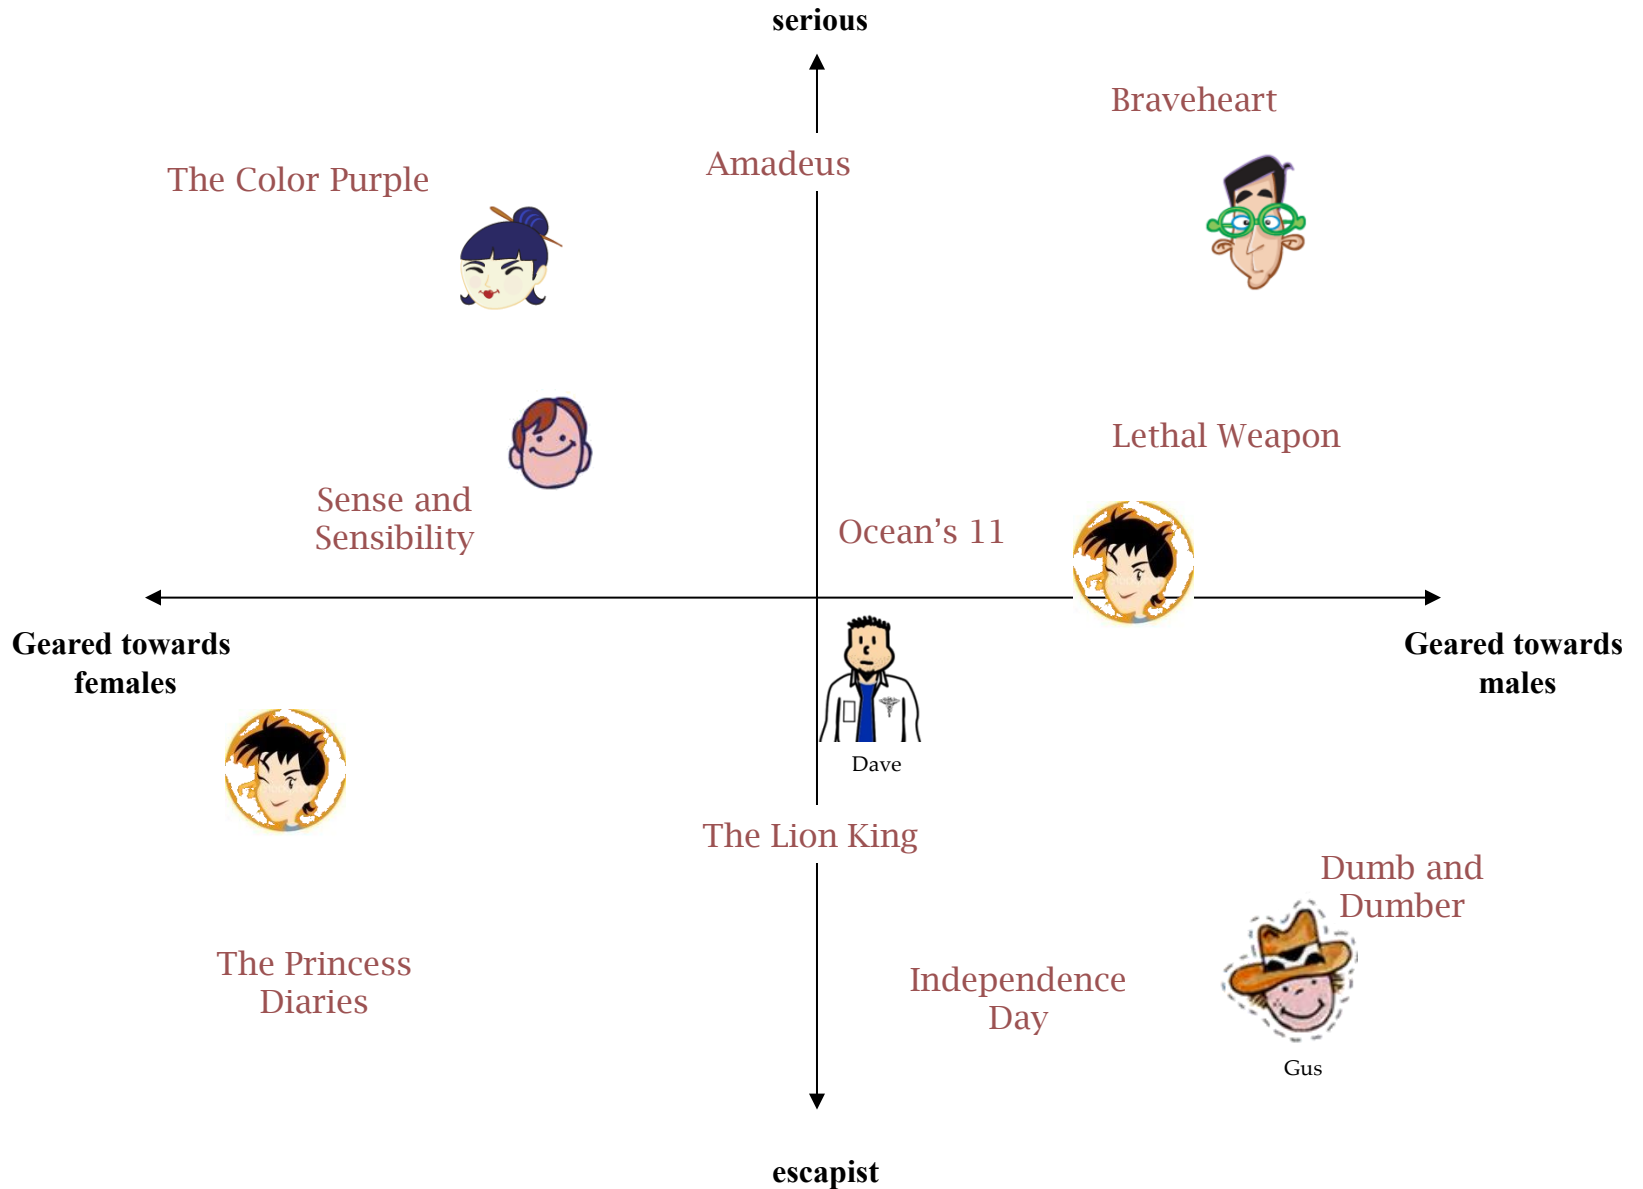 serious
Braveheart
Amadeus
The Color Purple
Lethal Weapon
Sense and
Sensibility
Ocean’s 11
Geared towards
females
Geared towards
males
Dave
The Lion King
Dumb and
Dumber
The Princess
Diaries
Independence
Day
Gus
escapist